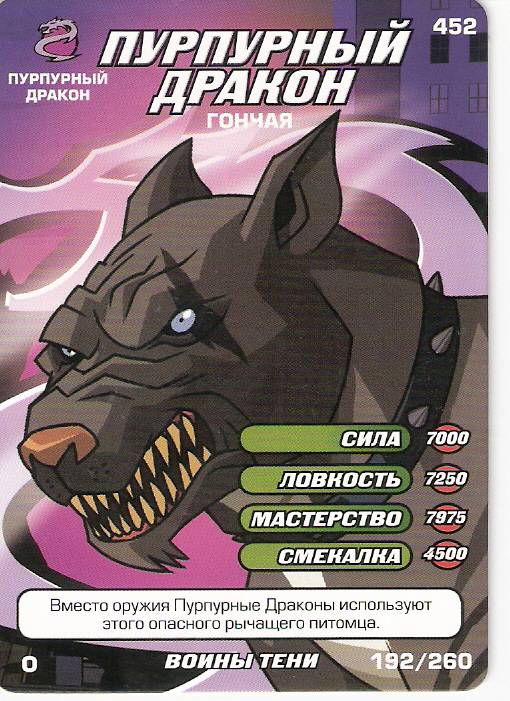 452
ПУРПУРНЫЙ
ДРАКОН
ПУРПУРНЫЙ
ДРАКОН
ГОНЧАЯ
СИЛА 7000
ЛОВКОСТЬ 7250
МАСТЕРСТВО 7975
СМЕКАЛКА 4500
Вместо оружия Пурпурные Драконы используют
этого опасного рычащего питомца.
0 ВОИНЫ ТЕНИ 192/260